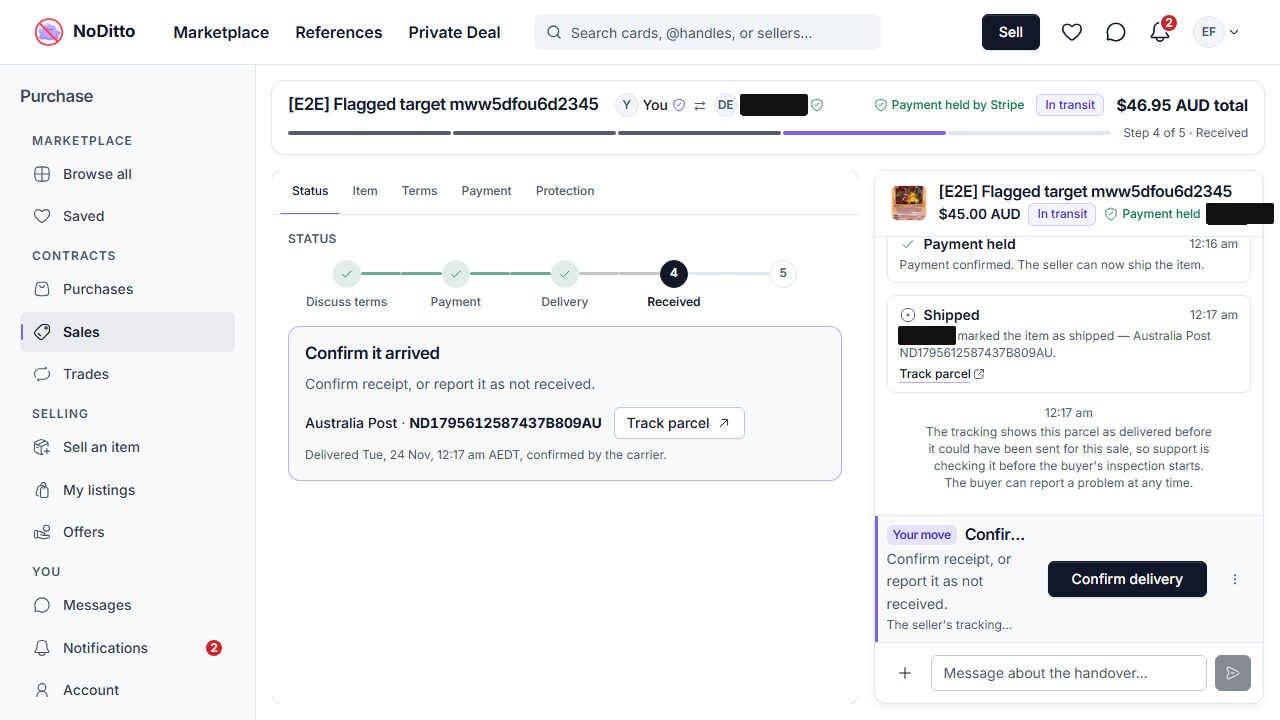 NoDitto
Marketplace
References
Private Deal
Search cards, @handles, or sellers...
Sell
2
EF
Purchase
MARKETPLACE
Browse all
Saved
CONTRACTS
Purchases
Sales
Trades
SELLING
Sell an item
My listings
Offers
YOU
Messages
Notifications
2
Account
[E2E] Flagged target mww5dfou6d2345
Y
You
DE
Payment held by Stripe
In transit
$46.95 AUD total
Step 4 of 5 · Received
Status
Item
Terms
Payment
Protection
STATUS
4
5
Discuss terms
Payment
Delivery
Received
Confirm it arrived
Confirm receipt, or report it as not received.
Australia Post · ND1795612587437B809AU
Track parcel
Delivered Tue, 24 Nov, 12:17 am AEDT, confirmed by the carrier.
[E2E] Flagged target mww5dfou6d2345
$45.00 AUD
In transit
Payment held
Payment held
12:16 am
Payment confirmed. The seller can now ship the item.
Shipped
12:17 am
marked the item as shipped — Australia Post
ND1795612587437B809AU.
Track parcel
12:17 am
The tracking shows this parcel as delivered before
it could have been sent for this sale, so support is
checking it before the buyer's inspection starts.
The buyer can report a problem at any time.
Your move
Confir...
Confirm receipt, or
report it as not
received.
The seller's tracking...
Confirm delivery
Message about the handover...